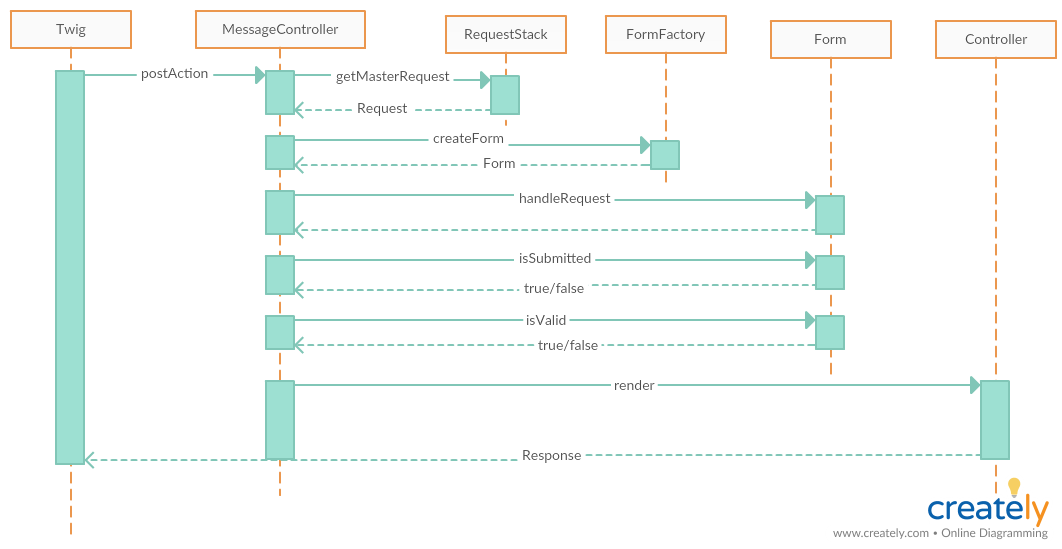 Twig
MessageController
RequestStack
FormFactory
Form
Controller
postAction
getMasterRequest
Request
createForm
Form
handleRequest
isSubmitted
true/false
isValid
true/false
render
Response
creately
www.creately.com • Online Diagramming